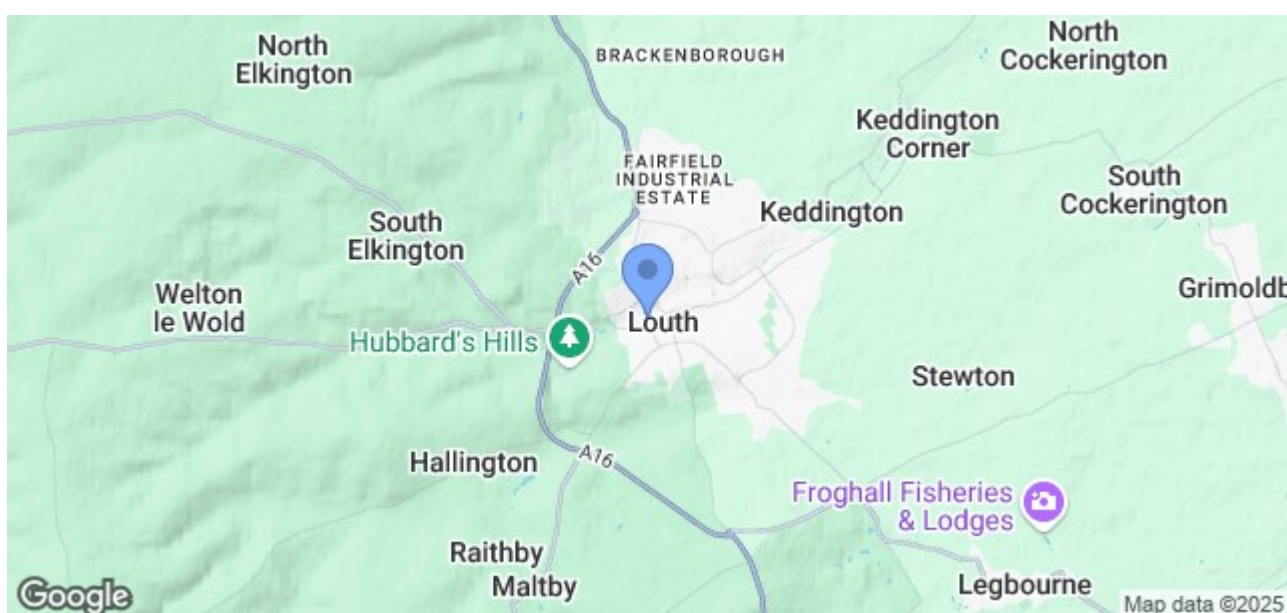 North
Elkington
BRACKENBOROUGH
North
Cockerington
Keddington
Corner
FAIRFIELD
INDUSTRIAL
ESTATE
South
Cockerington
South
Elkington
Keddington
A16
Welton
le Wold
Grimoldb
Louth
Hubbard's Hills
Stewton
Hallington
A16
Froghall Fisheries
& Lodges
Raithby
Maltby
Legbourne
Google
Map data ©2025